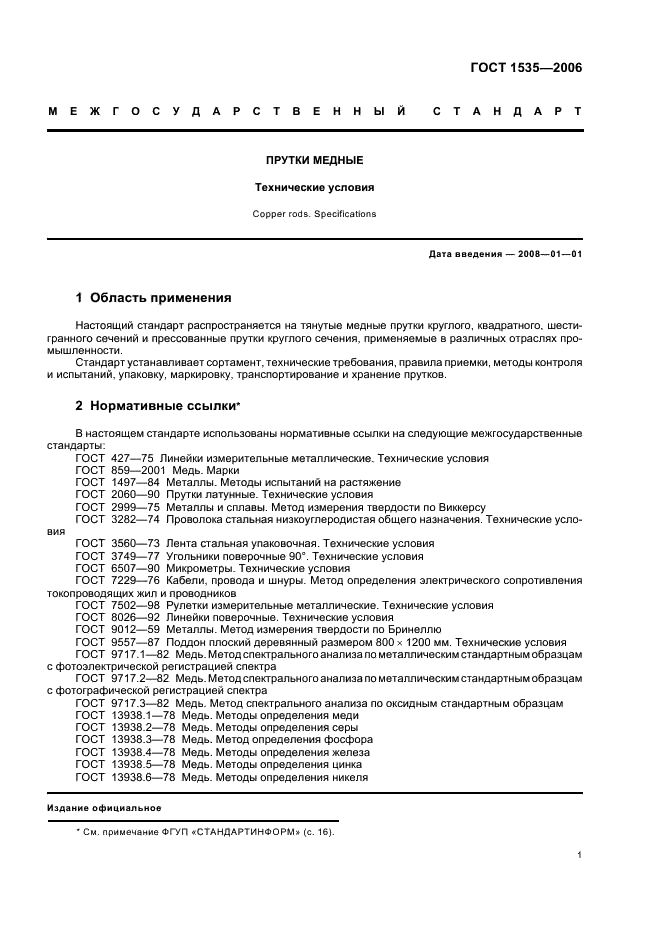 ГОСТ 1535—2006
МЕЖГОСУДАРСТВЕННЫЙ СТАНДАРТ
ПРУТКИ МЕДНЫЕ
Технические условия
Copper rods. Specifications
Дата введения — 2008—01—01
1 Область применения
Настоящий стандарт распространяется на тянутые медные прутки круглого, квадратного, шести-
гранного сечений и прессованные прутки круглого сечения, применяемые в различных отраслях про-
мышленности.
Стандарт устанавливает сортамент, технические требования, правила приемки, методы контроля
и испытаний, упаковку, маркировку, транспортирование и хранение прутков.
2 Нормативные ссылки*
В настоящем стандарте использованы нормативные ссылки на следующие межгосударственные
стандарты:
ГОСТ 427—75 Линейки измерительные металлические. Технические условия
ГОСТ 859—2001 Медь. Марки
ГОСТ 1497—84 Металлы. Методы испытаний на растяжение
ГОСТ 2060—90 Прутки латунные. Технические условия
ГОСТ 2999—75 Металлы и сплавы. Метод измерения твердости по Виккерсу
ГОСТ 3282—74 Проволока стальная низкоуглеродистая общего назначения. Технические усло-
вия
ГОСТ 3560—73 Лента стальная упаковочная. Технические условия
ГОСТ 3749—77 Угольники поверочные 90°. Технические условия
ГОСТ 6507—90 Микрометры. Технические условия
ГОСТ 7229—76 Кабели, провода и шнуры. Метод определения электрического сопротивления
токопроводящих жил и проводников
ГОСТ 7502—98 Рулетки измерительные металлические. Технические условия
ГОСТ 8026—92 Линейки поверочные. Технические условия
ГОСТ 9012—59 Металлы. Метод измерения твердости по Бринеллю
ГОСТ 9557—87 Поддон плоский деревянный размером 800 × 1200 мм. Технические условия
ГОСТ 9717.1—82 Медь. Метод спектрального анализа по металлическим стандартным образцам
с фотоэлектрической регистрацией спектра
ГОСТ 9717.2—82 Медь. Метод спектрального анализа по металлическим стандартным образцам
с фотографической регистрацией спектра
ГОСТ 9717.3—82 Медь. Метод спектрального анализа по оксидным стандартным образцам
ГОСТ 13938.1—78 Медь. Методы определения меди
ГОСТ 13938.2—78 Медь. Методы определения серы
ГОСТ 13938.3—78 Медь. Метод определения фосфора
ГОСТ 13938.4—78 Медь. Методы определения железа
ГОСТ 13938.5—78 Медь. Методы определения цинка
ГОСТ 13938.6—78 Медь. Методы определения никеля
Издание официальное
* См. примечание ФГУП «СТАНДАРТИНФОРМ» (с. 16).
1